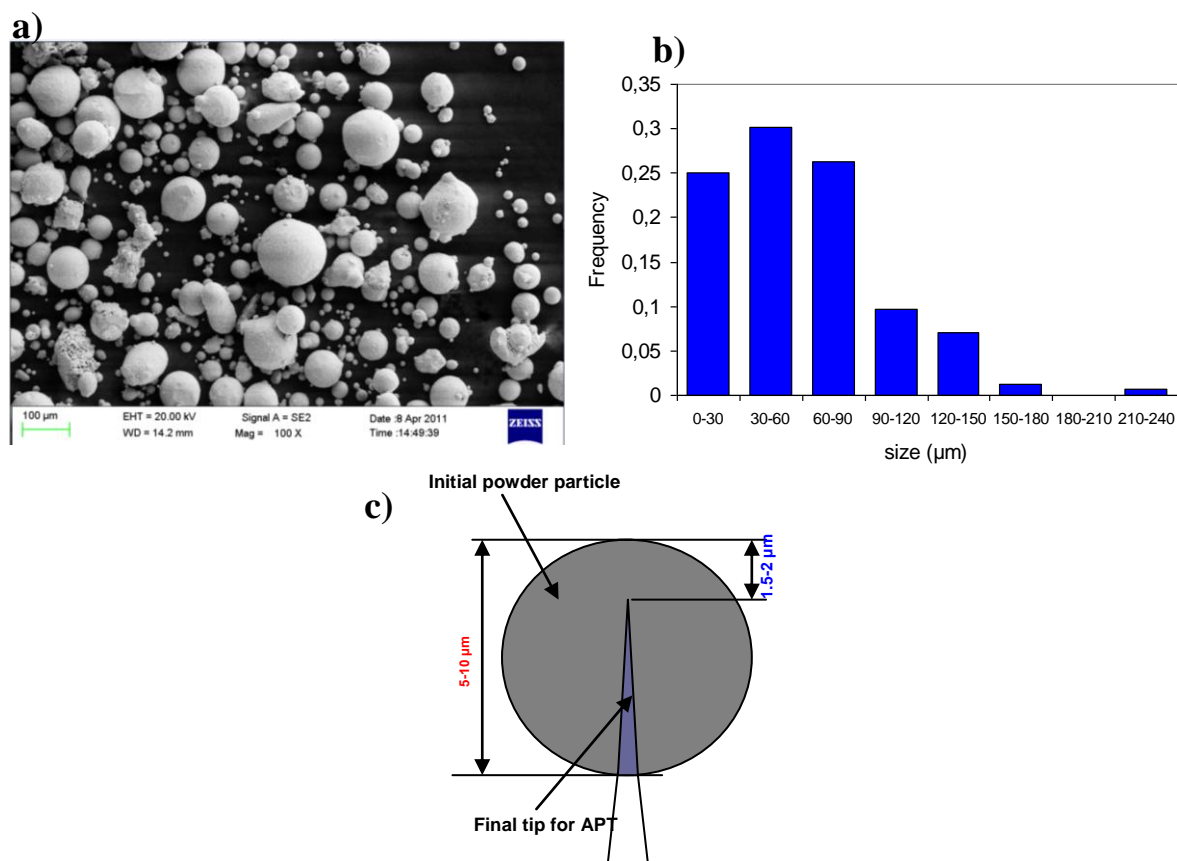 a)
100 µm
EHT = 20.00 kV
WD = 14.2 mm
Signal A = SE2
Mag = 100 X
Date :8 Apr 2011
Time :14:49:39
ZEISS
b)
0,35
0,3
0,25
0,2
0,15
0,1
0,05
0
Frequency
0-30 30-60 60-90 90-120 120-150 150-180 180-210 210-240
size (µm)
c)
Initial powder particle
1.5-2 µm
5-10 µm
Final tip for APT